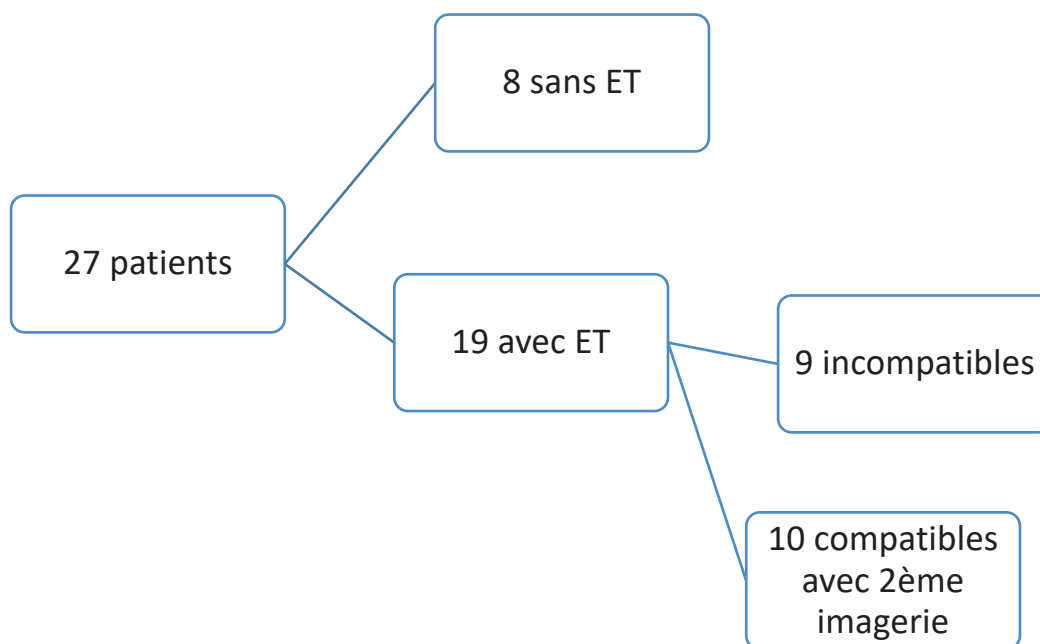 8 sans ET
27 patients
19 avec ET
9 incompatibles
10 compatibles
avec 2ème
imagerie